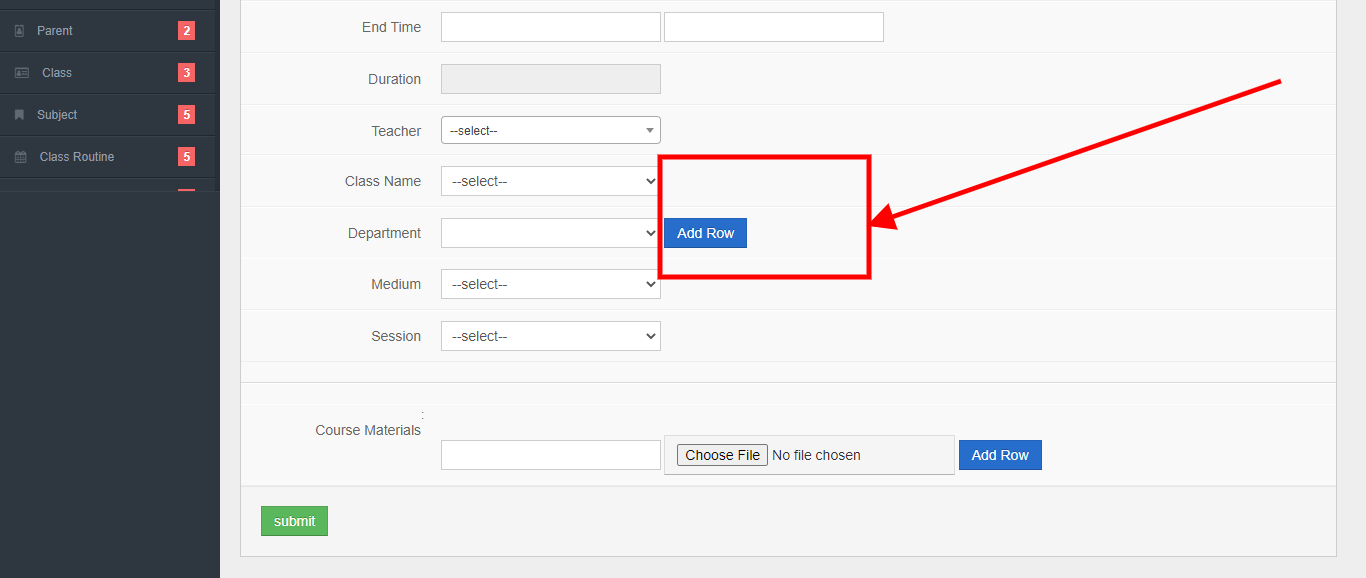 Parent 2
Class 3
Subject 5
Class Routine 5
End Time
Duration
Teacher --select--
Class Name --select--
Department Add Row
Medium --select--
Session --select--
:
Course Materials
Choose File No file chosen Add Row
submit